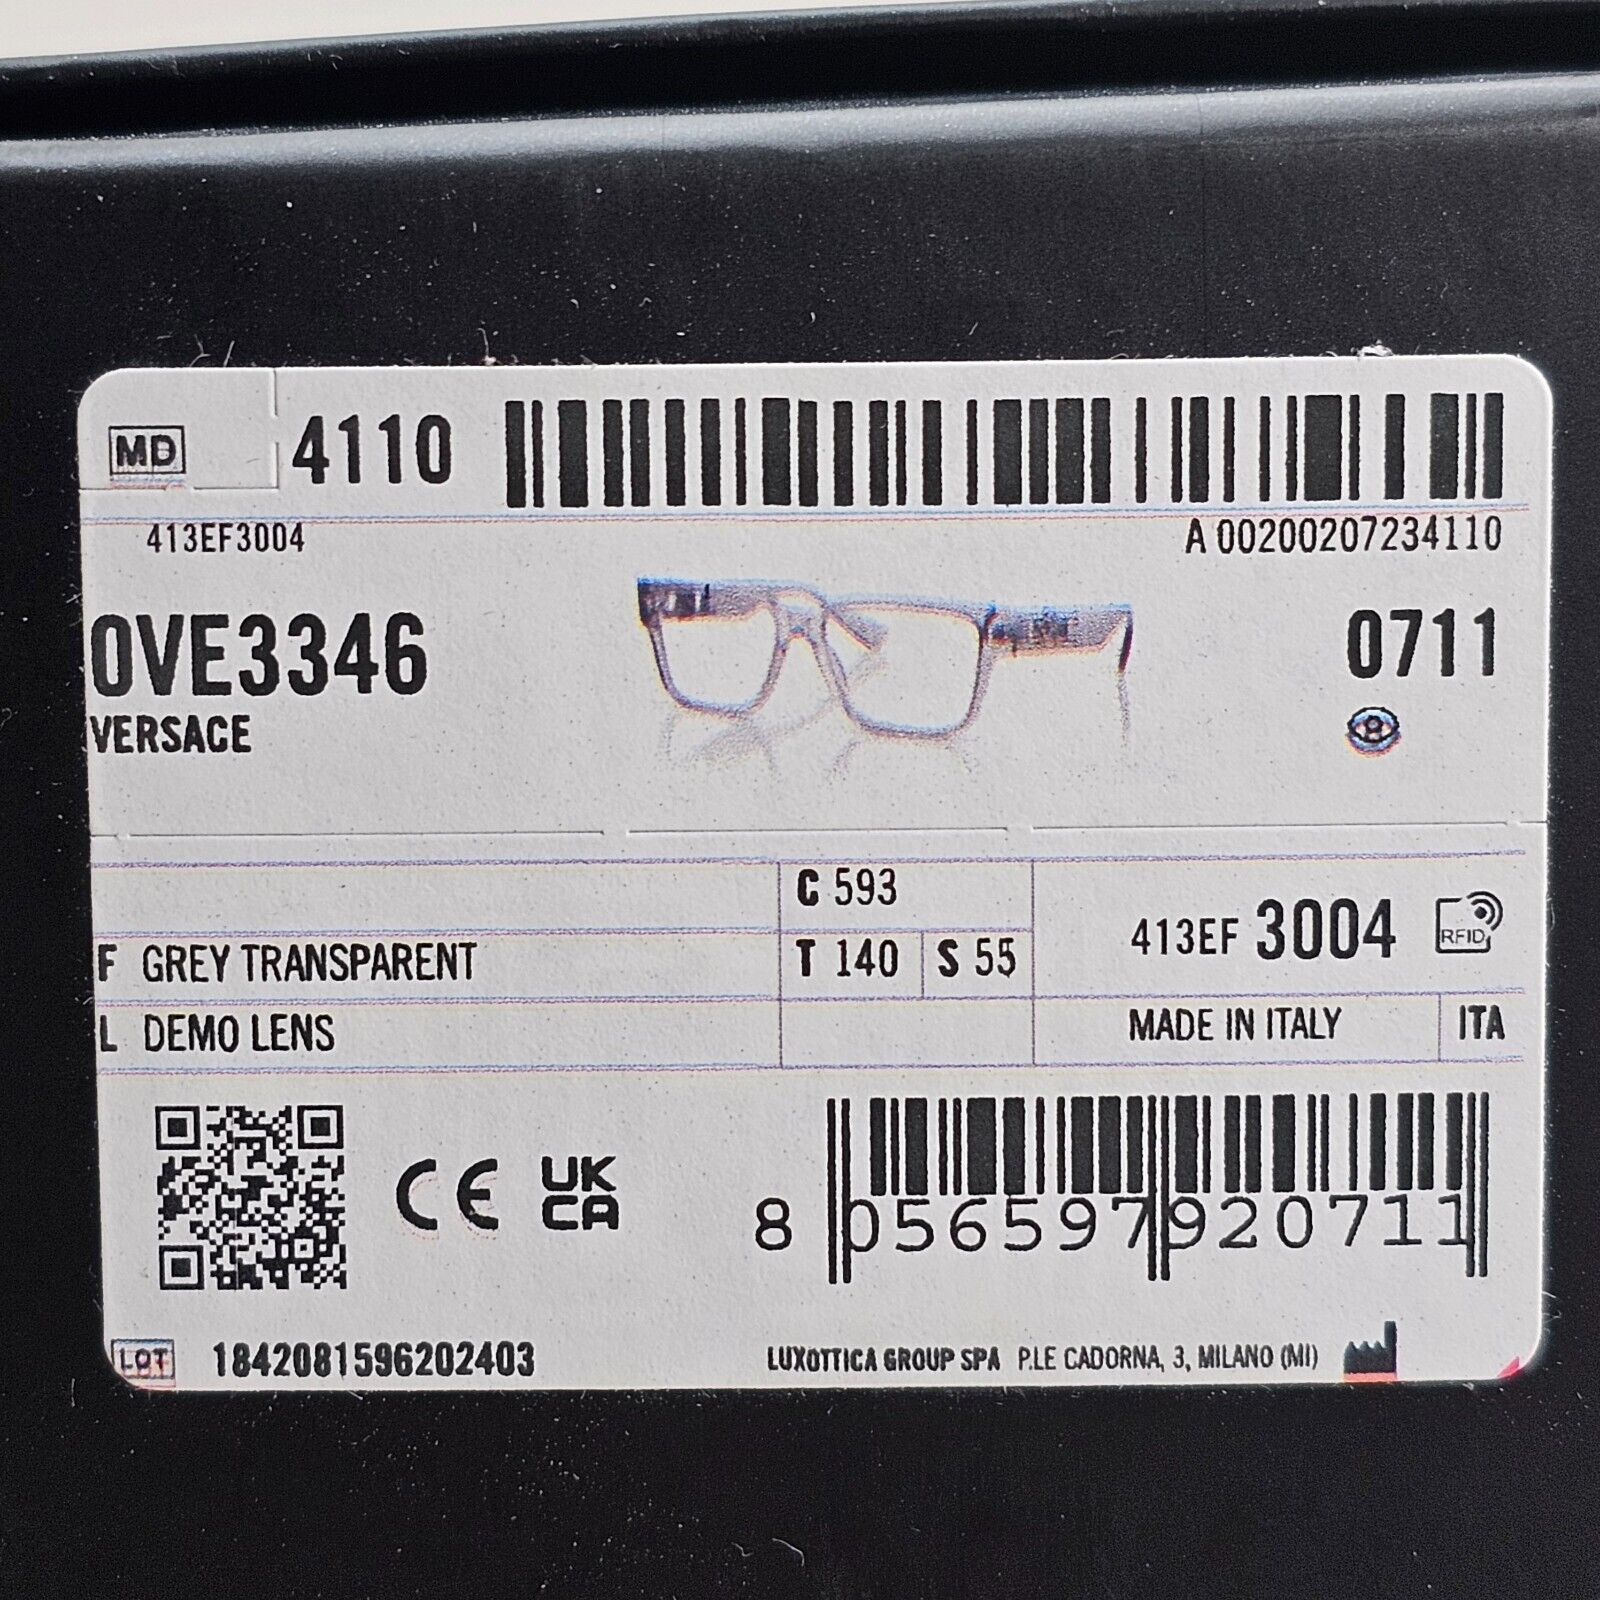 MD 4110
413EF3004
A 00200207234110
0VE3346
0711
VERSACE
C 593
F GREY TRANSPARENT
T 140 S 55
413EF 3004 RFID
L DEMO LENS
MADE IN ITALY ITA
CE UK CA
8 056597 920711
LOT 1842081596202403
LUXOTTICA GROUP SPA P.LE CADORNA, 3, MILANO (MI)